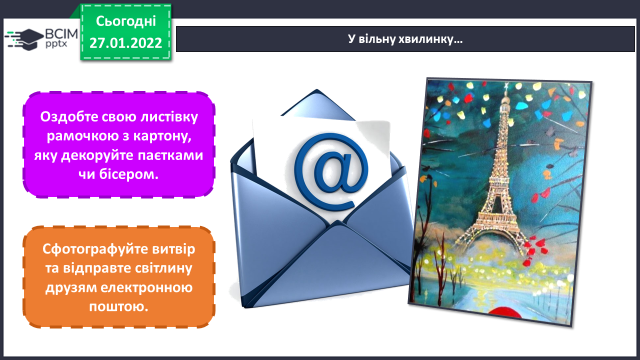 Сьогодні
27.01.2022
BCIM
pptx
У вільну хвилинку…
Оздобте свою листівку
рамочкою з картону,
яку декоруйте паєтками
чи бісером.
@
Сфотографуйте витвір
та відправте світлину
друзям електронною
поштою.